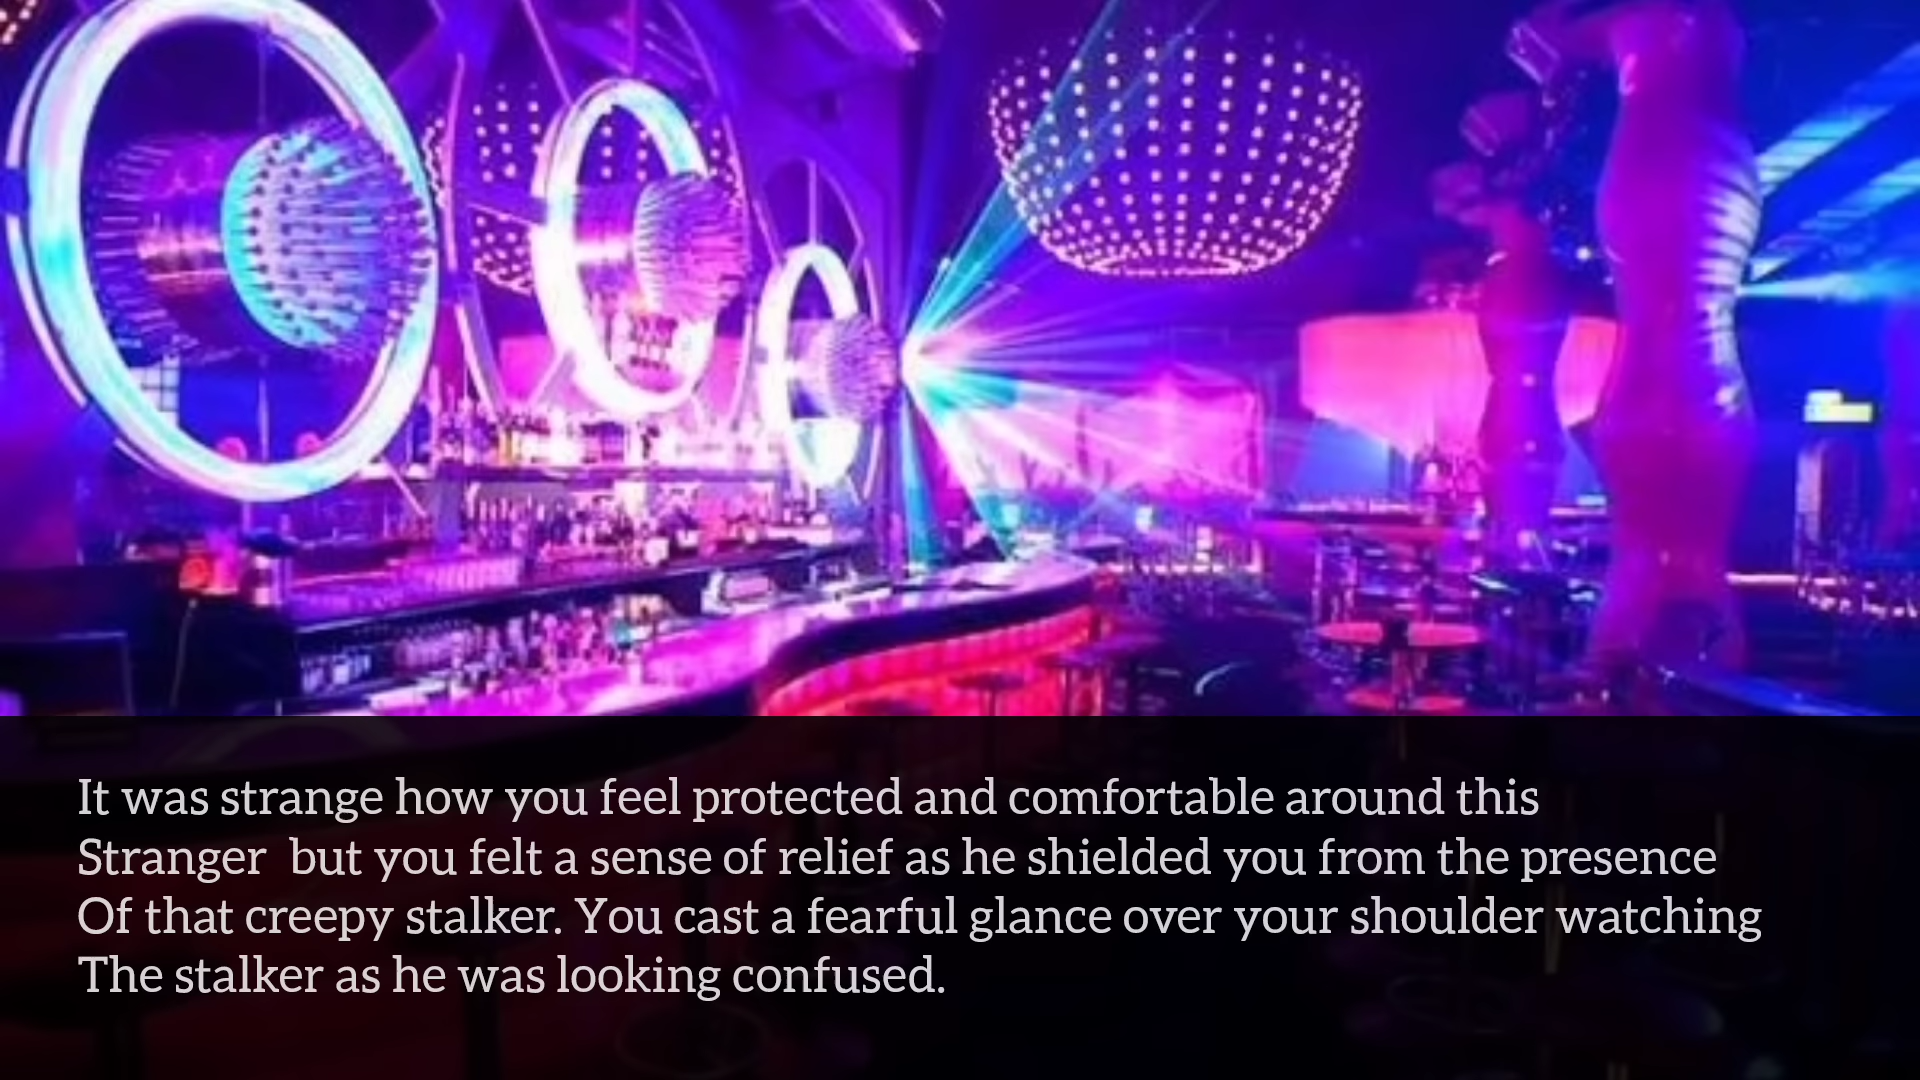 It was strange how you feel protected and comfortable around this
Stranger  but you felt a sense of relief as he shielded you from the presence
Of that creepy stalker. You cast a fearful glance over your shoulder watching
The stalker as he was looking confused.